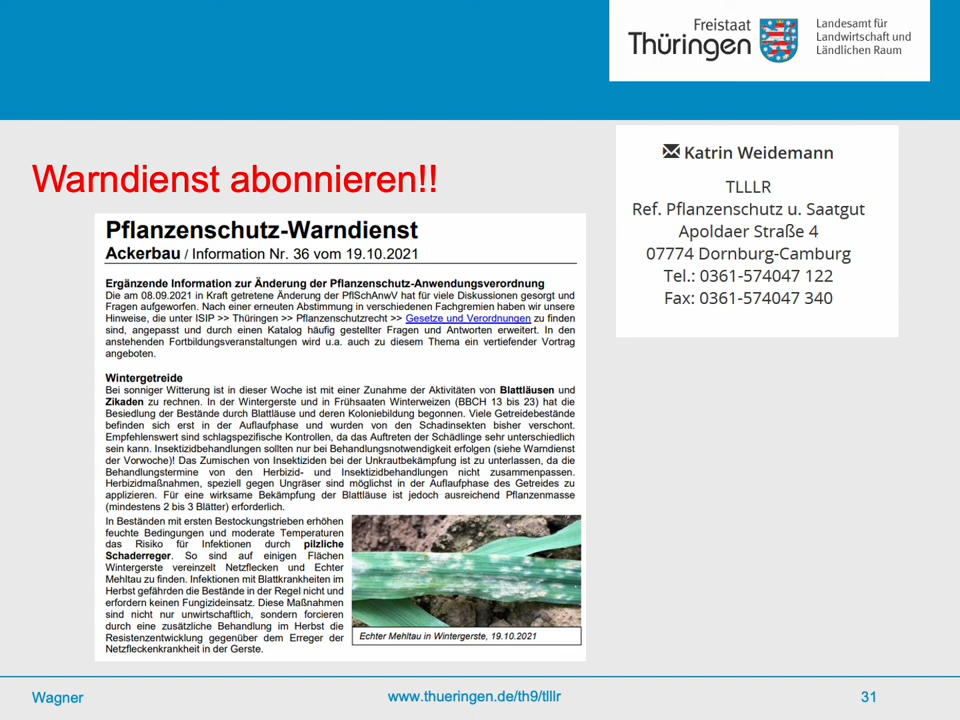 Freistaat
Thüringen
Landesamt für
Landwirtschaft und
Ländlichen Raum
Warndienst abonnieren!!
Katrin Weidemann
TLLLR
Ref. Pflanzenschutz u. Saatgut
Apoldaer Straße 4
07774 Dornburg-Camburg
Tel.: 0361-574047 122
Fax: 0361-574047 340
Pflanzenschutz-Warndienst
Ackerbau / Information Nr. 36 vom 19.10.2021
Ergänzende Information zur Änderung der Pflanzenschutz-Anwendungsverordnung
Die am 08.09.2021 in Kraft getretene Änderung der PflSchAnwV hat für viele Diskussionen gesorgt und
Fragen aufgeworfen. Nach einer erneuten Abstimmung in verschiedenen Fachgremien haben wir unsere
Hinweise, die unter ISIP >> Thüringen >> Pflanzenschutzrecht >> Gesetze und Verordnungen zu finden
sind, angepasst und durch einen Katalog häufig gestellter Fragen und Antworten erweitert. In den
anstehenden Fortbildungsveranstaltungen wird u.a. auch zu diesem Thema ein vertiefender Vortrag
angeboten.
Wintergetreide
Bei sonniger Witterung ist in dieser Woche ist mit einer Zunahme der Aktivitäten von Blattläusen und
Zikaden zu rechnen. In der Wintergerste und in Frühsaaten Winterweizen (BBCH 13 bis 23) hat die
Besiedlung der Bestände durch Blattläuse und deren Koloniebildung begonnen. Viele Getreidebestände
befinden sich erst in der Auflaufphase und wurden von den Schadinsekten bisher verschont.
Empfehlenswert sind schlagspezifische Kontrollen, da das Auftreten der Schädlinge sehr unterschiedlich
sein kann. Insektizidbehandlungen sollten nur bei Behandlungsnotwendigkeit erfolgen (siehe Warndienst
der Vorwoche)! Das Zumischen von Insektiziden bei der Unkrautbekämpfung ist zu unterlassen, da die
Behandlungstermine von den Herbizid- und Insektizidbehandlungen nicht zusammenpassen.
Herbizidmaßnahmen, speziell gegen Ungräser sind möglichst in der Auflaufphase des Getreides zu
applizieren. Für eine wirksame Bekämpfung der Blattläuse ist jedoch ausreichend Pflanzenmasse
(mindestens 2 bis 3 Blätter) erforderlich.
In Beständen mit ersten Bestockungstrieben erhöhen
feuchte Bedingungen und moderate Temperaturen
das Risiko für Infektionen durch pilzliche
Schaderreger. So sind auf einigen Flächen
Wintergerste vereinzelt Netzflecken und Echter
Mehltau zu finden. Infektionen mit Blattkrankheiten im
Herbst gefährden die Bestände in der Regel nicht und
erfordern keinen Fungizideinsatz. Diese Maßnahmen
sind nicht nur unwirtschaftlich, sondern forcieren
durch eine zusätzliche Behandlung im Herbst die
Resistenzentwicklung gegenüber dem Erreger der
Netzfleckenkrankheit in der Gerste.
Echter Mehltau in Wintergerste, 19.10.2021
Wagner
www.thueringen.de/th9/tlllr
31